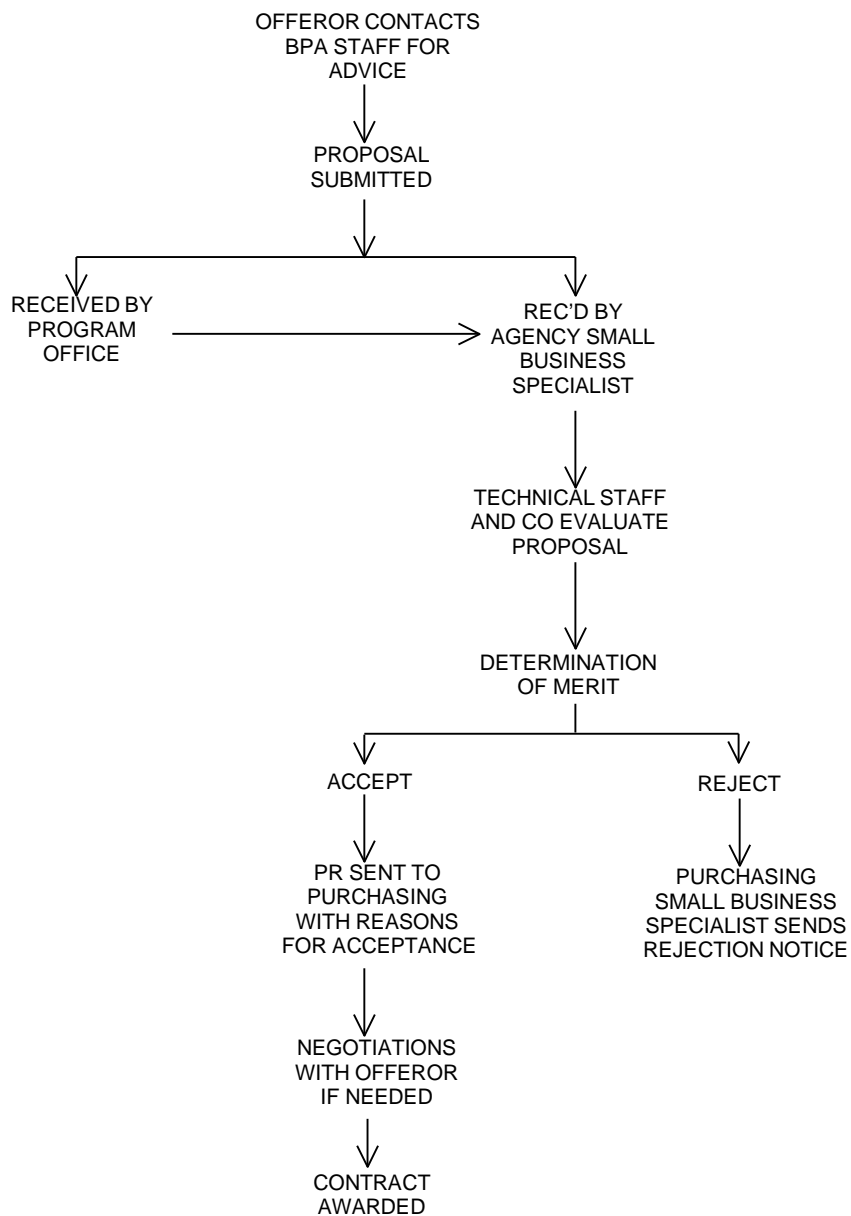 OFFEROR CONTACTS
BPA STAFF FOR
ADVICE
PROPOSAL
SUBMITTED
RECEIVED BY
PROGRAM
OFFICE
REC'D BY
AGENCY SMALL
BUSINESS
SPECIALIST
TECHNICAL STAFF
AND CO EVALUATE
PROPOSAL
DETERMINATION
OF MERIT
ACCEPT
REJECT
PR SENT TO
PURCHASING
WITH REASONS
FOR ACCEPTANCE
PURCHASING
SMALL BUSINESS
SPECIALIST SENDS
REJECTION NOTICE
NEGOTIATIONS
WITH OFFEROR
IF NEEDED
CONTRACT
AWARDED